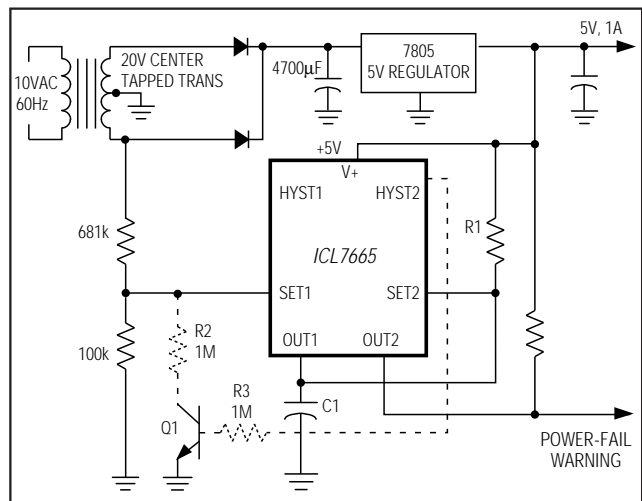 10VAC
60Hz
20V CENTER
TAPPED TRANS
4700µF
7805
5V REGULATOR
5V, 1A
+5V
V+
HYST1
HYST2
681k
R1
ICL7665
SET1
SET2
R2
1M
OUT1
OUT2
100k
R3
1M
C1
Q1
POWER-FAIL
WARNING